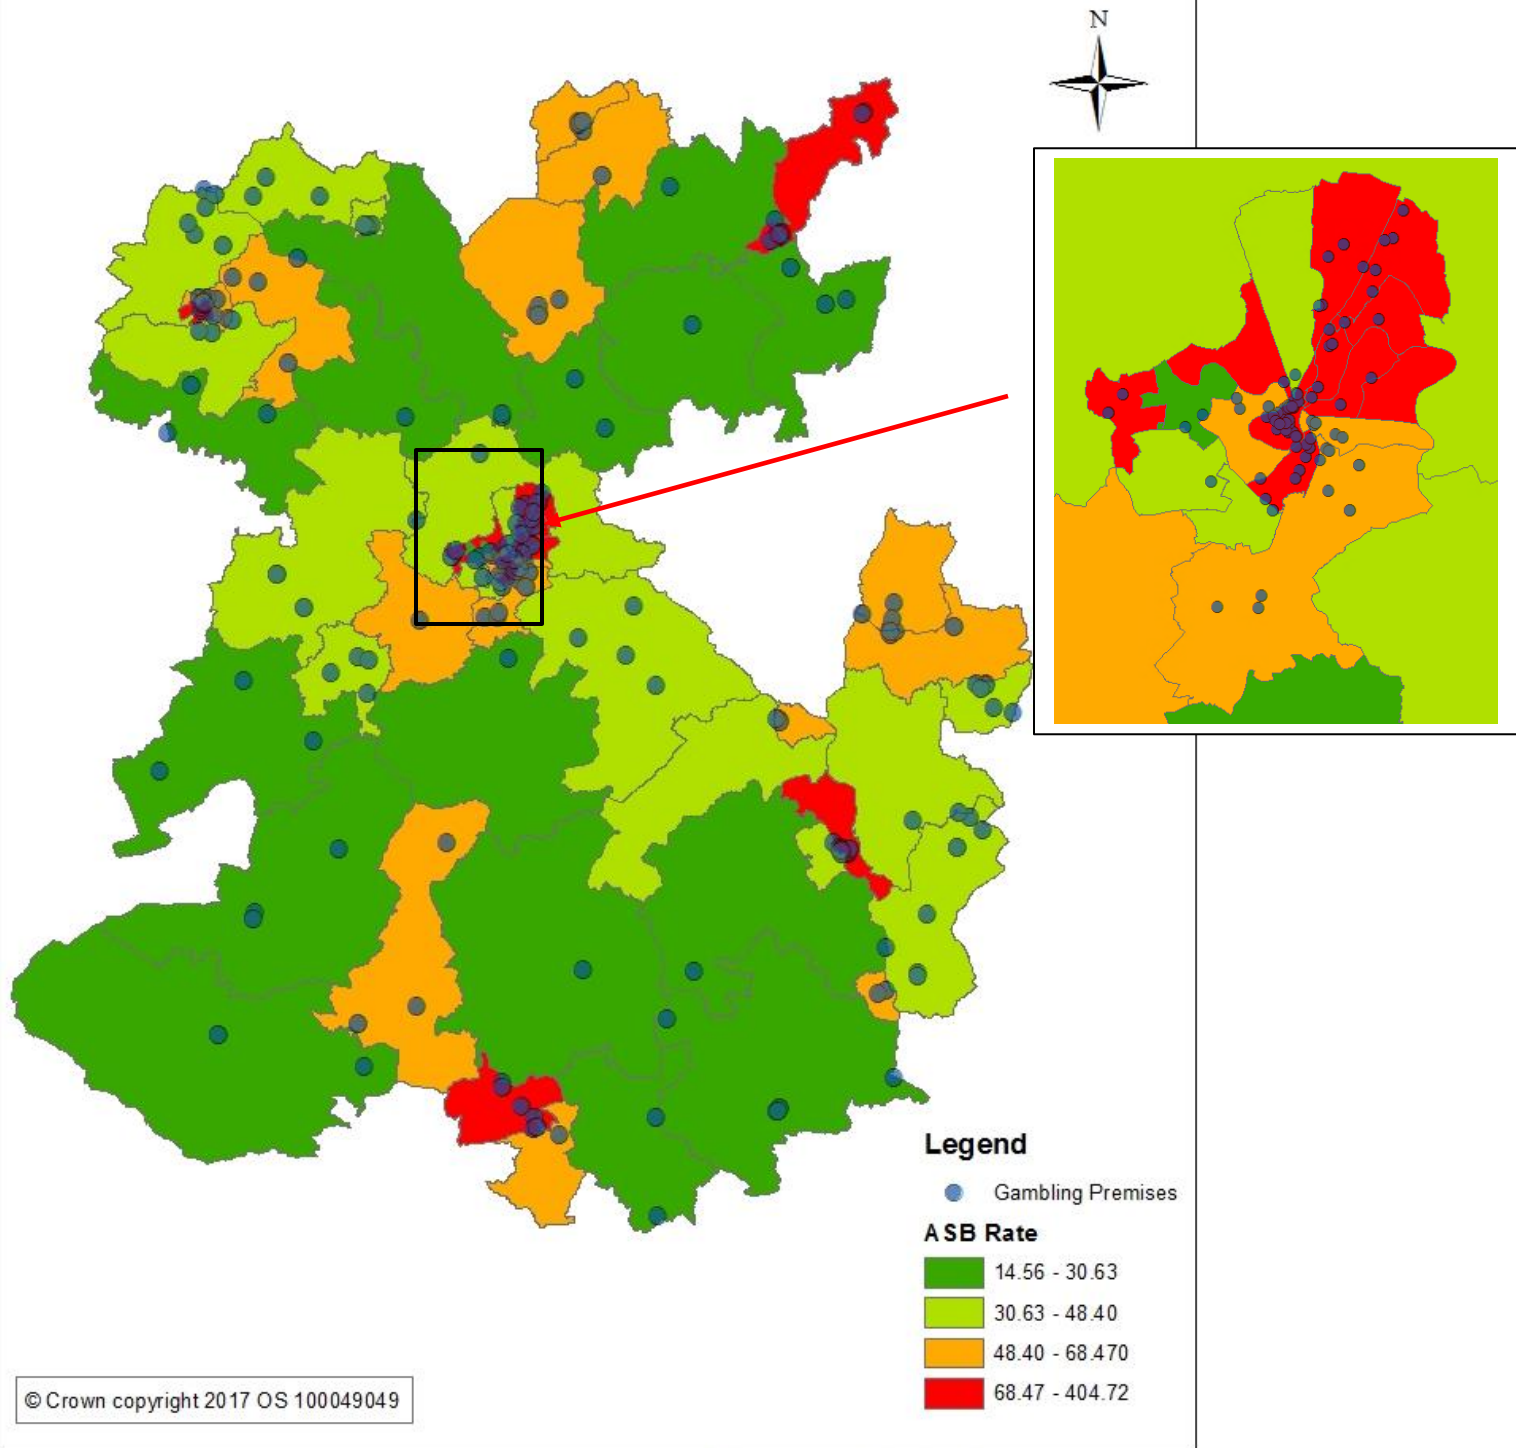 N
Legend
Gambling Premises
ASB Rate
14.56 - 30.63
30.63 - 48.40
48.40 - 68.470
68.47 - 404.72
© Crown copyright 2017 OS 100049049